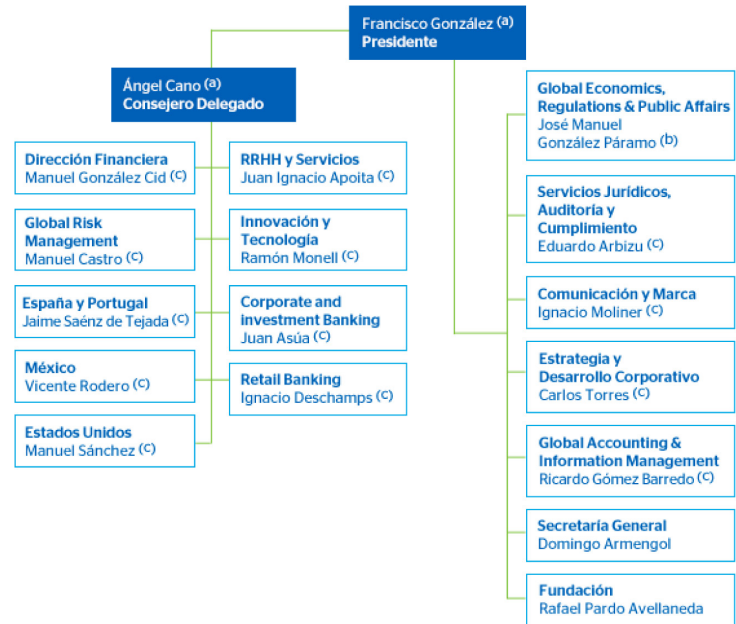 Francisco González (a)
Presidente
Ángel Cano (a)
Consejero Delegado
Dirección Financiera
Manuel González Cid (c)
RRHH y Servicios
Juan Ignacio Apoita (c)
Global Risk
Management
Manuel Castro (c)
Innovación y
Tecnología
Ramón Monell (c)
España y Portugal
Jaime Saénz de Tejada (c)
Corporate and
investment Banking
Juan Asúa (c)
México
Vicente Rodero (c)
Retail Banking
Ignacio Deschamps (c)
Estados Unidos
Manuel Sánchez (c)
Global Economics,
Regulations & Public Affairs
José Manuel
González Páramo (b)
Servicios Jurídicos,
Auditoría y
Cumplimiento
Eduardo Arbizu (c)
Comunicación y Marca
Ignacio Moliner (c)
Estrategia y
Desarrollo Corporativo
Carlos Torres (c)
Global Accounting &
Information Management
Ricardo Gómez Barredo (c)
Secretaría General
Domingo Armengol
Fundación
Rafael Pardo Avellaneda